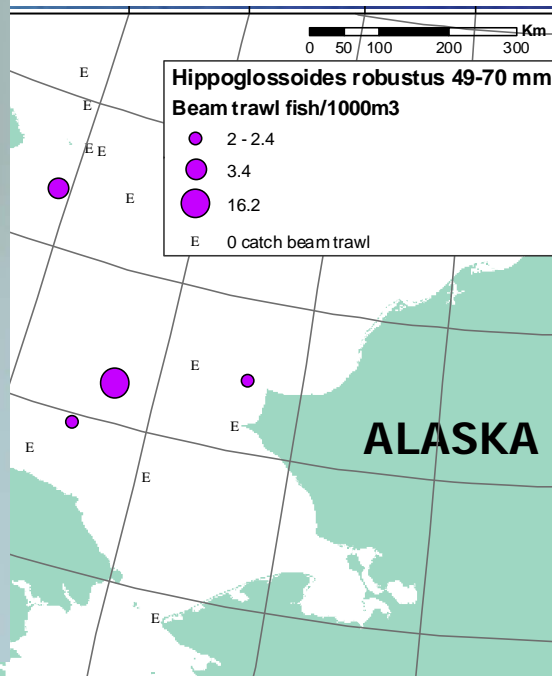 Km
0 50 100 200 300
Hippoglossoides robustus 49-70 mm
Beam trawl fish/1000m3
2 - 2.4
3.4
16.2
E 0 catch beam trawl
E
E
E E
E
E
E
ALASKA
E
E
E